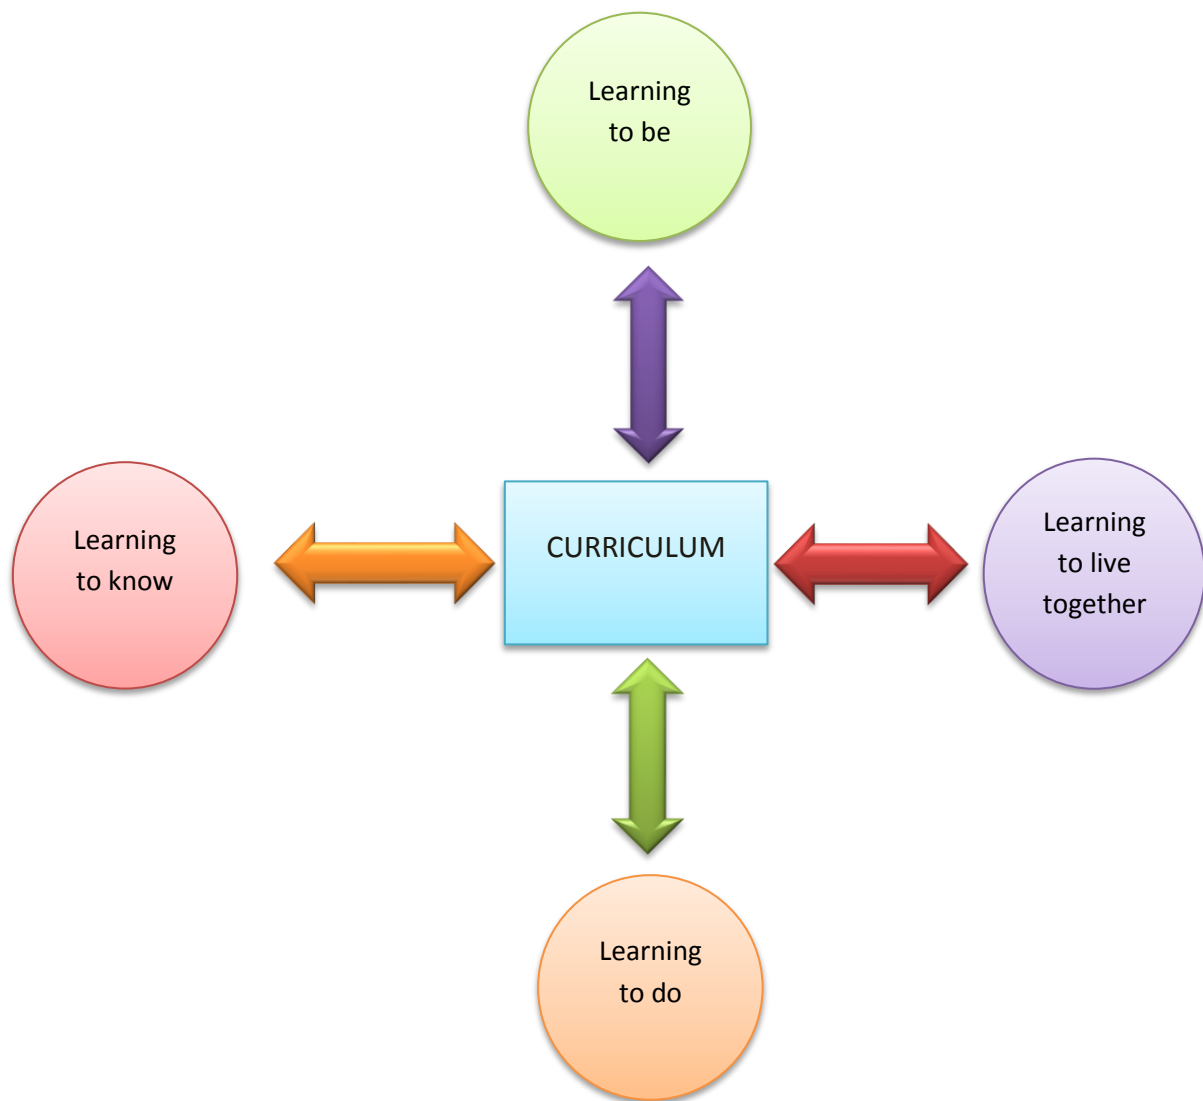 Learning
to be
Learning
to know
CURRICULUM
Learning
to live
together
Learning
to do